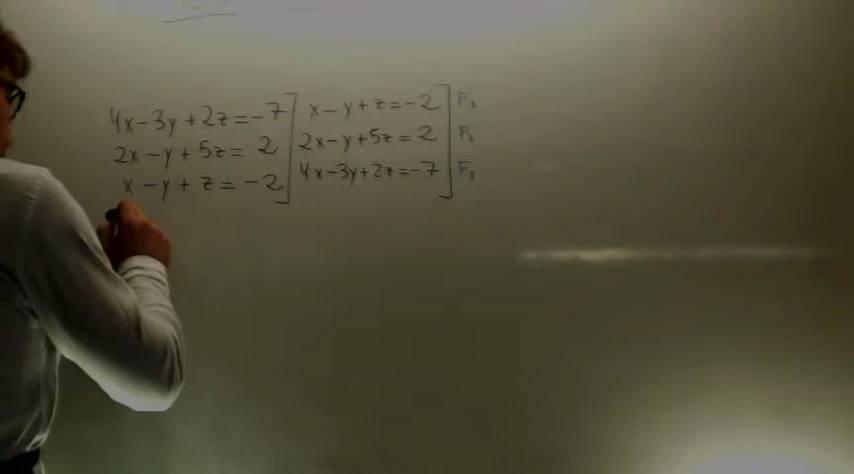 4x-3y+2z=-7] x-y+z=-2] F₁
2x-y+5z=2] 2x-y+5z=2] F₂
x-y+z=-2] 4x-3y+2z=-7] F₃